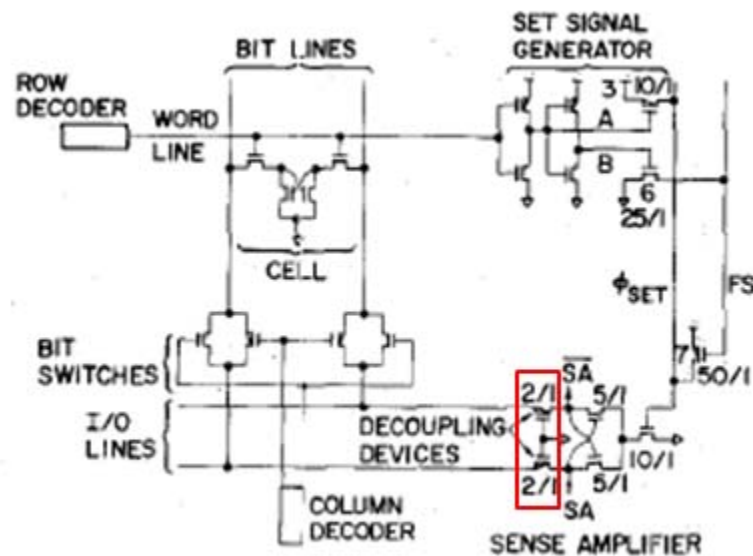 SET SIGNAL
GENERATOR
BIT LINES
ROW
DECODER
WORD
LINE
3
10/1
A
B
6
25/1
CELL
ϕSET
FS
BIT
SWITCHES
7
50/1
I/O
LINES
2/1
SA
5/1
DECOUPLING
DEVICES
10/1
2/1
5/1
SA
COLUMN
DECODER
SENSE AMPLIFIER